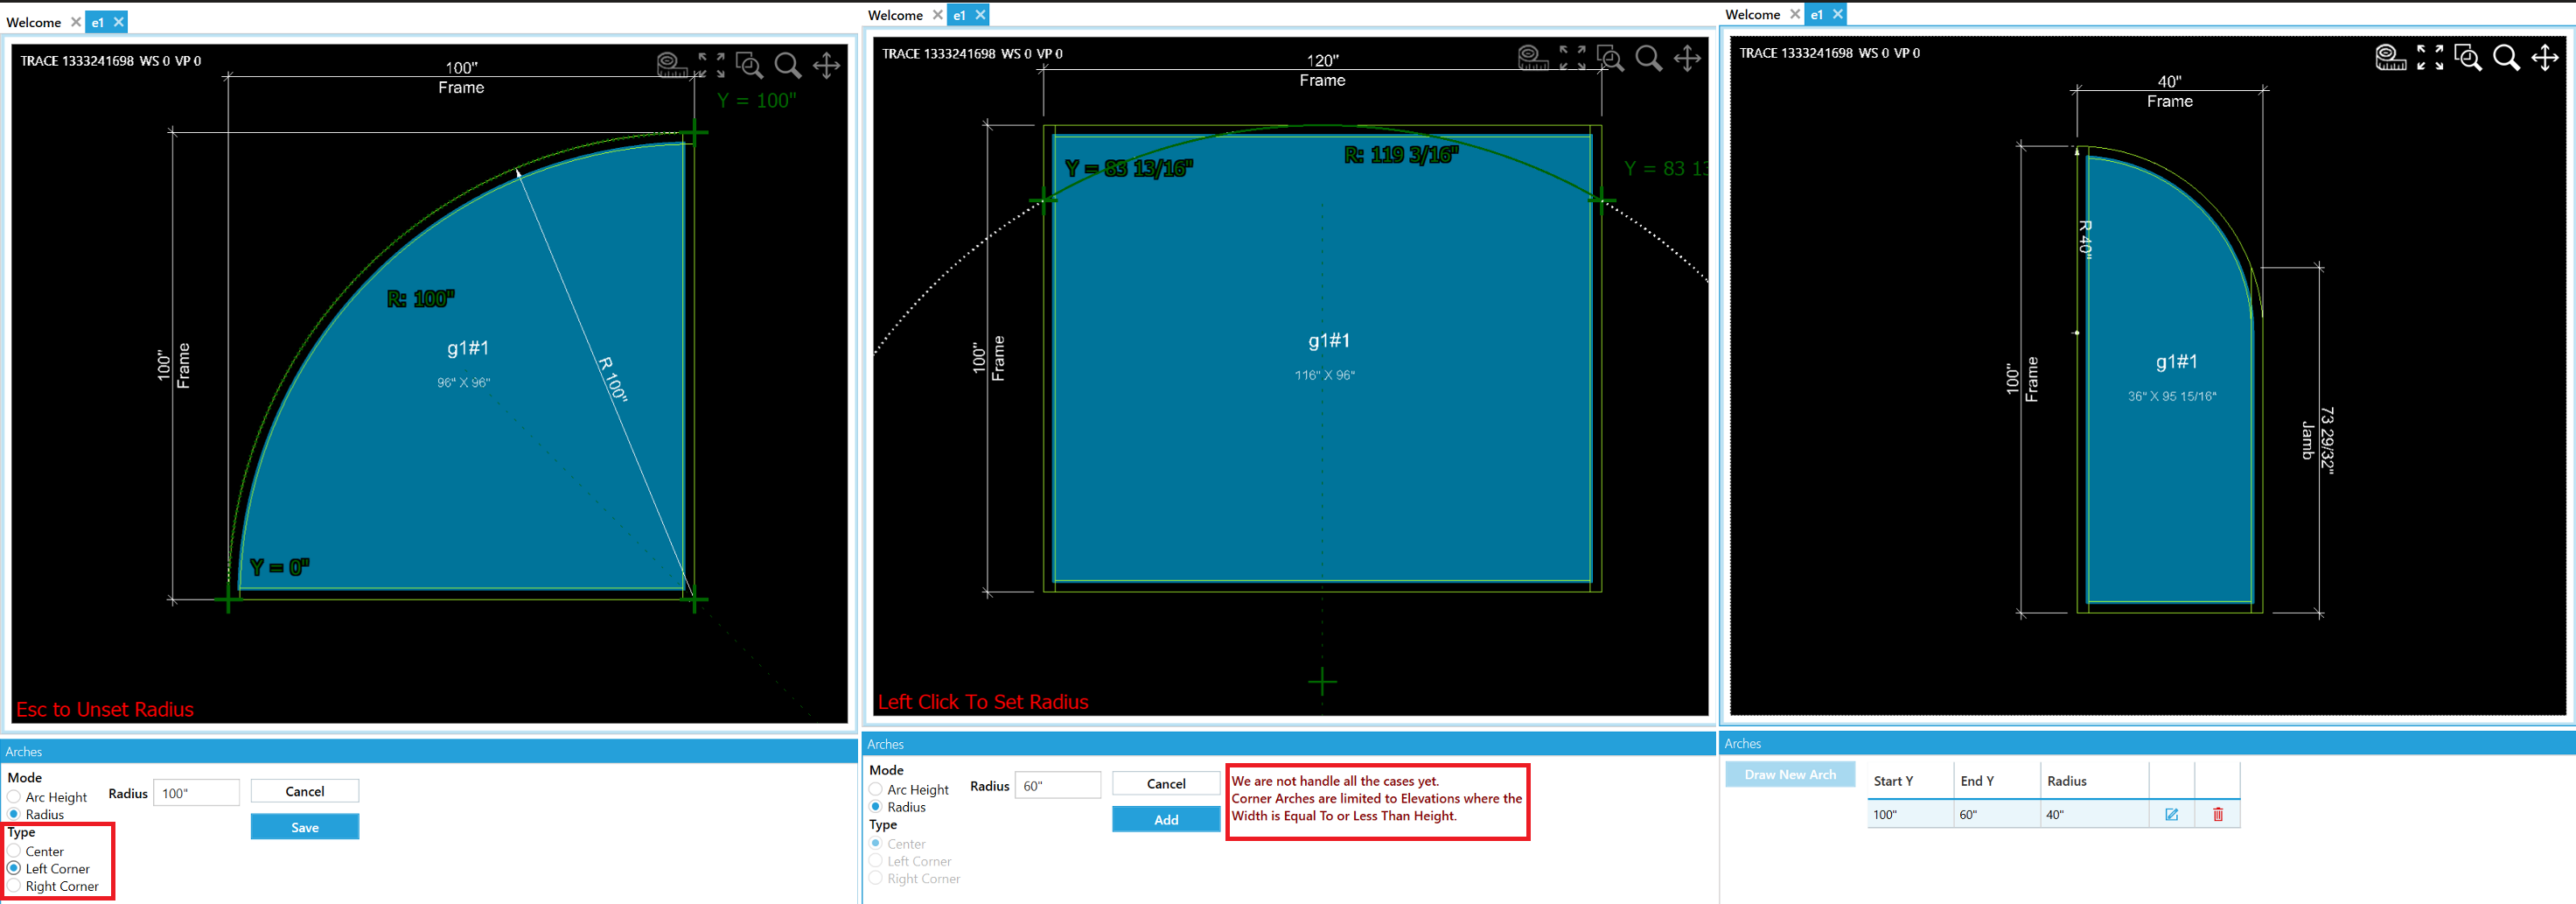 Welcome
e1
TRACE 1333241698 WS 0 VP 0
100"
Frame
Y = 100"
100"
Frame
R: 100"
g1#1
96" X 96"
R 100"
Y = 0"
Esc to Unset Radius
Arches
Mode
Arc Height
Radius
Radius
100"
Cancel
Save
Type
Center
Left Corner
Right Corner
Welcome
e1
TRACE 1333241698 WS 0 VP 0
120"
Frame
Y = 83 13/16"
R: 119 3/16"
Y = 83 13
100"
Frame
g1#1
116" X 96"
Left Click To Set Radius
Arches
Mode
Arc Height
Radius
Radius
60"
Cancel
Add
Type
Center
Left Corner
Right Corner
We are not handle all the cases yet.
Corner Arches are limited to Elevations where the
Width is Equal To or Less Than Height.
Welcome
e1
TRACE 1333241698 WS 0 VP 0
40"
Frame
R 40"
100"
Frame
g1#1
36" X 95 15/16"
73 29/32"
Jamb
Arches
Draw New Arch
Start Y End Y Radius
100" 60" 40"